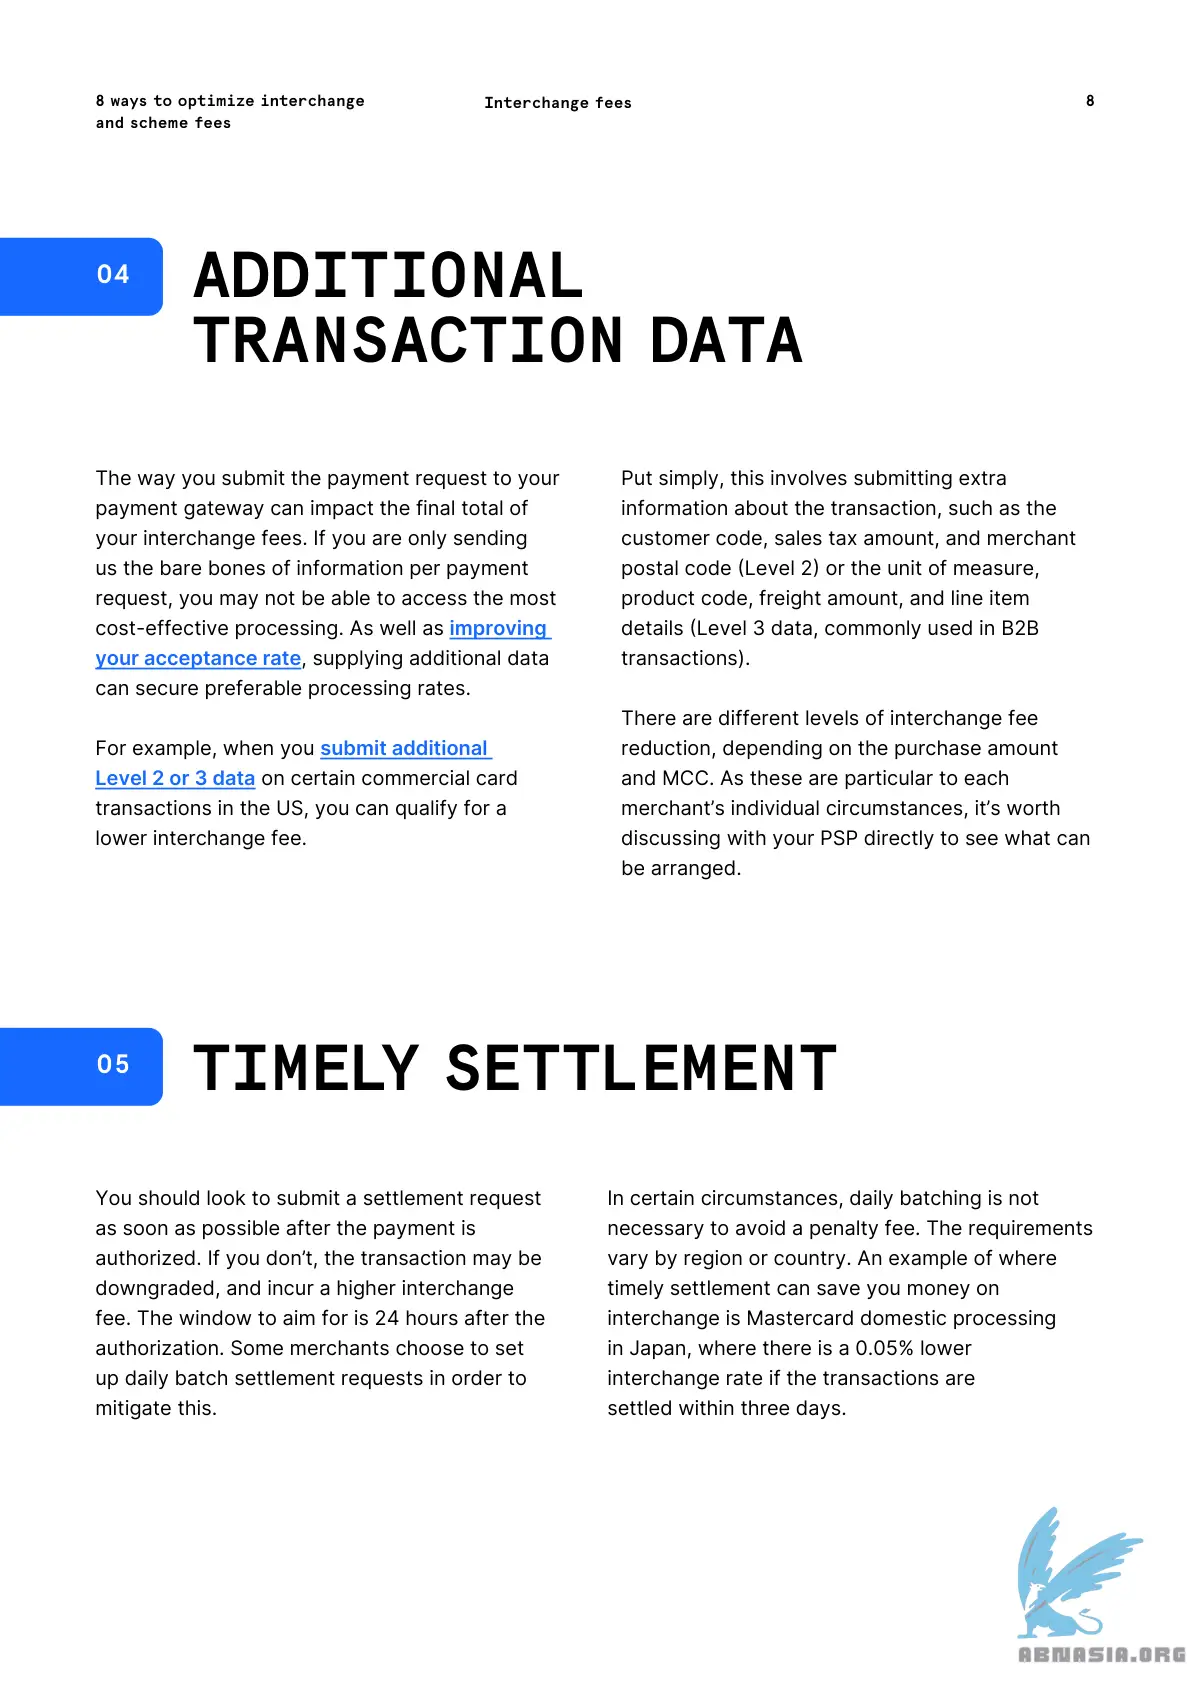 8 ways to optimize interchange
and scheme fees
Interchange fees
8
04
ADDITIONAL
TRANSACTION DATA
The way you submit the payment request to your
payment gateway can impact the final total of
your interchange fees. If you are only sending
us the bare bones of information per payment
request, you may not be able to access the most
cost-effective processing. As well as improving
your acceptance rate, supplying additional data
can secure preferable processing rates.
For example, when you submit additional
Level 2 or 3 data on certain commercial card
transactions in the US, you can qualify for a
lower interchange fee.
Put simply, this involves submitting extra
information about the transaction, such as the
customer code, sales tax amount, and merchant
postal code (Level 2) or the unit of measure,
product code, freight amount, and line item
details (Level 3 data, commonly used in B2B
transactions).
There are different levels of interchange fee
reduction, depending on the purchase amount
and MCC. As these are particular to each
merchant’s individual circumstances, it’s worth
discussing with your PSP directly to see what can
be arranged.
05
TIMELY SETTLEMENT
You should look to submit a settlement request
as soon as possible after the payment is
authorized. If you don’t, the transaction may be
downgraded, and incur a higher interchange
fee. The window to aim for is 24 hours after the
authorization. Some merchants choose to set
up daily batch settlement requests in order to
mitigate this.
In certain circumstances, daily batching is not
necessary to avoid a penalty fee. The requirements
vary by region or country. An example of where
timely settlement can save you money on
interchange is Mastercard domestic processing
in Japan, where there is a 0.05% lower
interchange rate if the transactions are
settled within three days.
ABNASIA.ORG